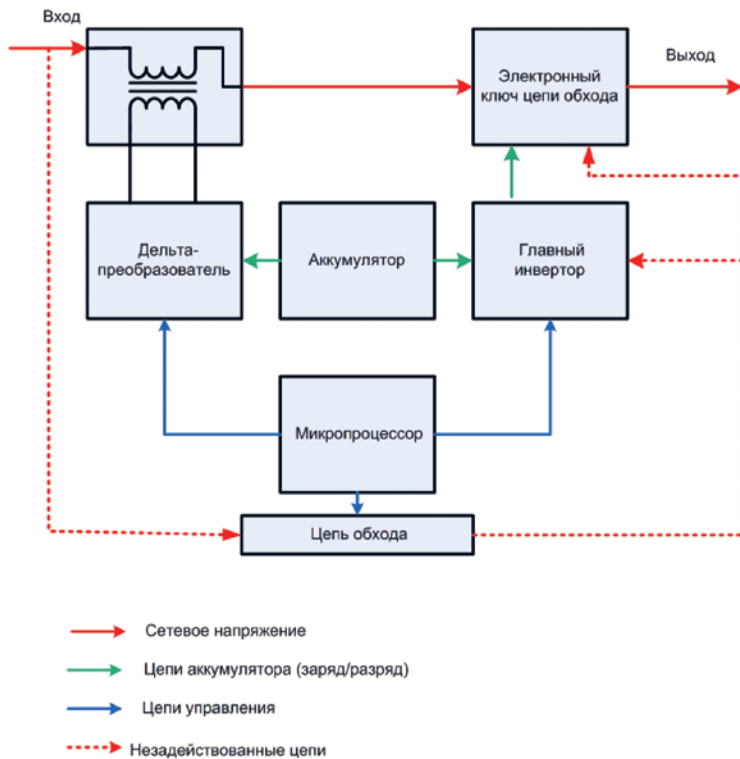 Вход
Электронный
ключ цепи обхода
Выход
Дельта-
преобразователь
Аккумулятор
Главный
инвертор
Микропроцессор
Цепь обхода
Сетевое напряжение
Цепи аккумулятора (заряд/разряд)
Цепи управления
Незадействованные цепи